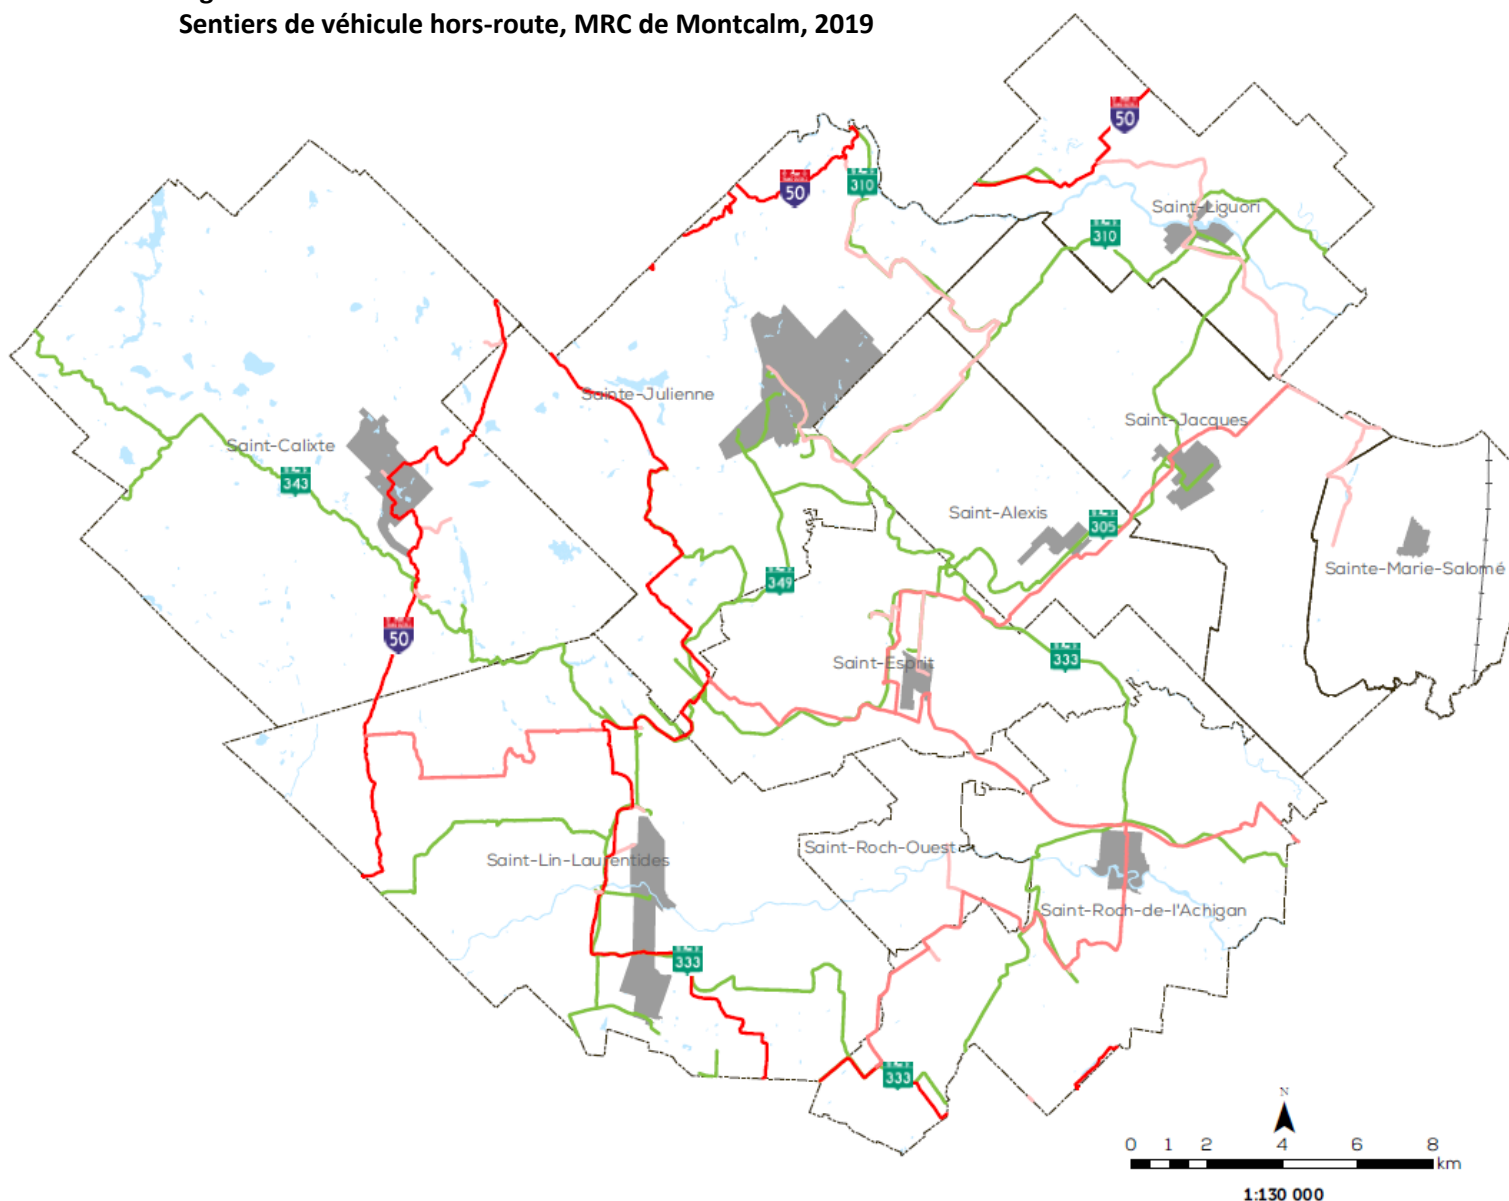 Sentiers de véhicule hors-route, MRC de Montcalm, 2019
50
50
310
Saint-Liguori
310
Sainte-Julienne
Saint-Jacques
Saint-Calixte
343
Saint-Alexis
305
Sainte-Marie-Salomé
349
50
Saint-Esprit
333
Saint-Roch-Ouest
Saint-Lin-Laurentides
Saint-Roch-de-l'Achigan
333
333
N
0 1 2 4 6 8
km
1:130 000